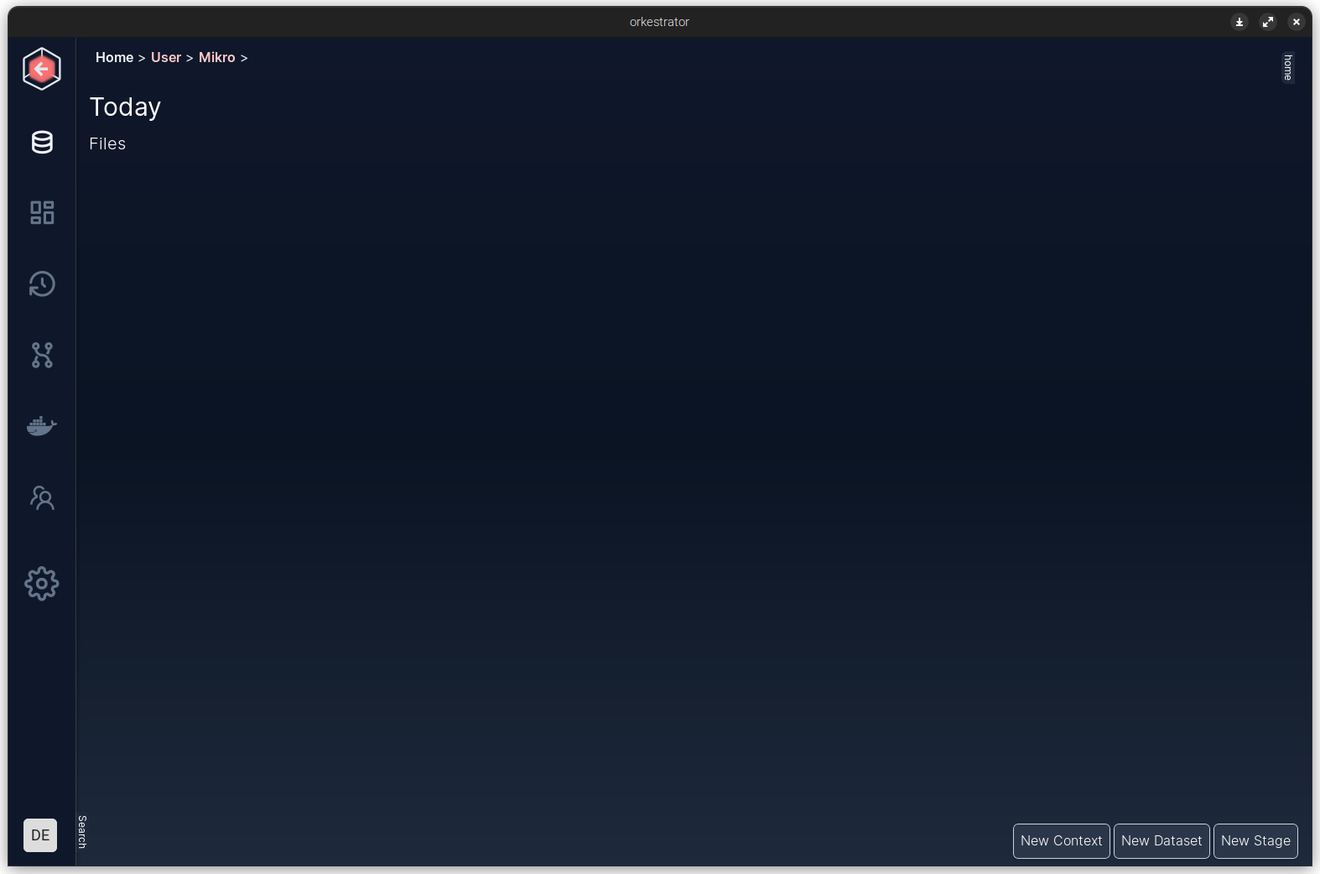 orkestrator
Home > User > Mikro >
home
Today
Files
DE
Search
New Context
New Dataset
New Stage